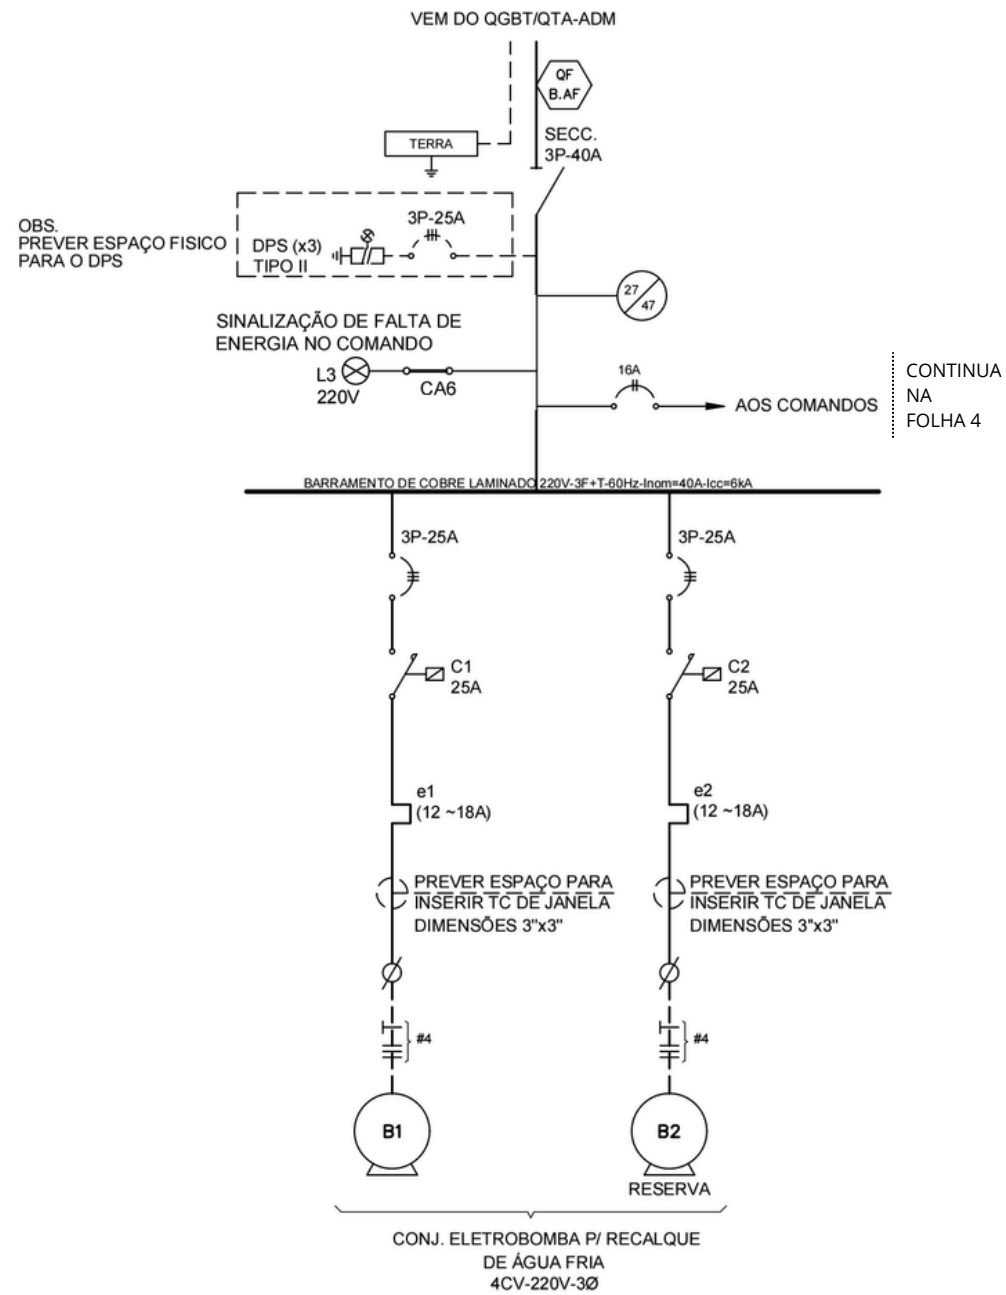 VEM DO QGBT/QTA-ADM
QF
B.AF
TERRA
SECC.
3P-40A
OBS.
PREVER ESPAÇO FISICO
PARA O DPS
3P-25A
DPS (x3)
TIPO II
27
47
SINALIZAÇÃO DE FALTA DE
ENERGIA NO COMANDO
L3
220V
CA6
16A
AOS COMANDOS
CONTINUA
NA
FOLHA 4
BARRAMENTO DE COBRE LAMINADO 220V-3F+T-60Hz-Inom=40A-Icc=6kA
3P-25A
3P-25A
C1
25A
C2
25A
e1
(12 ~18A)
e2
(12 ~18A)
PREVER ESPAÇO PARA
INSERIR TC DE JANELA
DIMENSÕES 3"x3"
PREVER ESPAÇO PARA
INSERIR TC DE JANELA
DIMENSÕES 3"x3"
#4
#4
B1
B2
RESERVA
CONJ. ELETROBOMBA P/ RECALQUE
DE ÁGUA FRIA
4CV-220V-3Ø